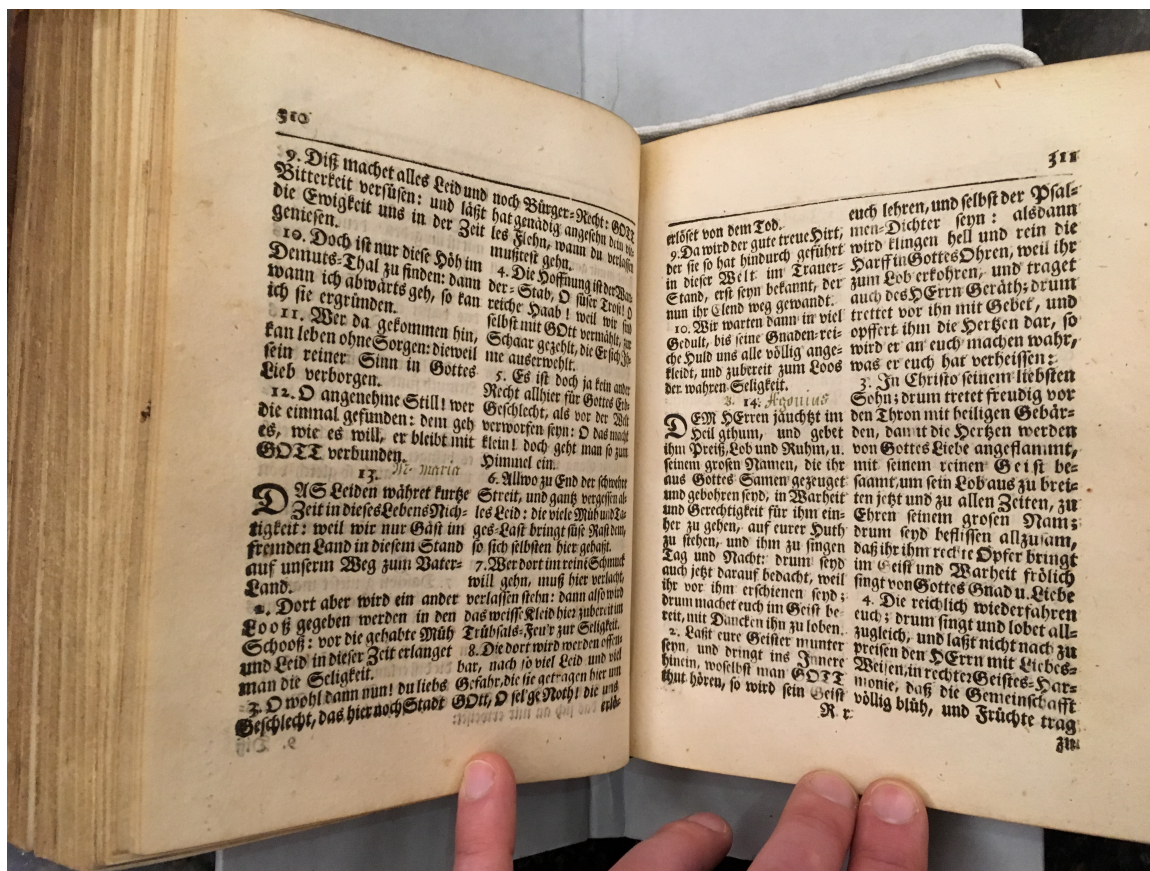 310
9. Diß machet alles Leid und
Bitterkeit versüsen: und läßt
die Ewigkeit uns in der Zeit
geniesen.
10. Doch ist nur diese Höh im
Demuts-Thal zu finden: dann
wann ich abwärts geh, so kan
ich sie ergründen.
11. Wer da gekommen hin,
kan leben ohne Sorgen: dieweil
sein reiner Sinn in Gottes
Lieb verborgen.
12. O angenehme Still! wer
die einmal gefunden: dem geh
es, wie es will, er bleibt mit
GOTT verbunden.
13. maria
DAS Leiden währet kurtze
Zeit in dieses Lebens Nich-
tigkeit: weil wir nur Gäst im
fremden Land in diesem Stand
auf unserm Weg zum Vater-
Land.
2. Dort aber wird ein ander
Looß gegeben werden in den
Schooß: vor die gehabte Müh
und Leid in dieser Zeit erlanget
man die Seligkeit.
3. O wohl dann nun! du liebs
Geschlecht, das hier noch Stadt
noch Bürger-Recht: GOTT
hat genädig angesehn dein
les Flehn, wann du verlassen
mußtest gehn.
4. Die Hoffnung ist der Wan-
der-Stab, O süser Trost! O
reiche Haab! weil wir sind
selbst mit GOtt vermählt, zur
Schaar gezehlt, die Er sich Ih-
me auserwehlt.
5. Es ist doch ja kein ander
Recht allhier für Gottes Erb-
Geschlecht, als vor der Welt
verworfen seyn: O das macht
klein! doch geht man so zum
Himmel ein.
6. Allwo zu End der schwehre
Streit, und gantz vergessen al-
les Leid: die viele Müh und Ta-
ges-Last bringt süse Rast dem,
so sich selbsten hier gehaßt.
7. Wer dort im reine Schmuck
will gehn, muß hier verlacht,
verlassen stehn: dann also wird
das weisse Kleid hier zubereit im
Trübsals-Feu'r zur Seligkeit.
8. Die dort wird werden offen-
bar, nach so viel Leid und viel
Gefahr, die sie getragen hier um
GOtt, O sel'ge Noth! die uns
erlö-
311
erlöset von dem Tod.
9. Da wird der gute treue Hirt,
der sie so hat hindurch geführt
in dieser Welt im Trauer-
Stand, erst seyn bekannt, der
nun ihr Elend weg gewandt.
10. Wir warten dann in viel
Gedult, bis seine Gnaden-rei-
che Huld uns alle völlig ange-
kleidt, und zubereit zum Loos
der wahren Seligkeit.
14. Agonius
DEM HErren jäuchtzt im
Heiligthum, und gebet
ihm Preiß, Lob und Ruhm, u.
seinem grosen Namen, die ihr
aus Gottes Samen gezeuget
und gebohren seyd, in Warheit
und Gerechtigkeit für ihm ein-
her zu gehen, auf eurer Huth
zu stehen, und ihm zu singen
Tag und Nacht: drum seyd
auch jetzt darauf bedacht, weil
ihr vor ihm erschienen seyd;
drum machet euch im Geist be-
reit, mit Dancken ihn zu loben.
2. Laßt eure Geister munter
seyn, und dringt ins Innere
hinein, woselbst man GOTT
thut hören, so wird sein Geist
R r
euch lehren, und selbst der Psal-
men-Dichter seyn: alsdann
wird klingen hell und rein die
Harff in Gottes Ohren, weil ihr
zum Lob erkohren, und traget
auch des HErrn Geräth; drum
trettet vor ihn mit Gebet, und
opffert ihm die Hertzen dar, so
wird er an euch machen wahr,
was er euch hat verheissen:
3. In Christo seinem liebsten
Sohn; drum tretet freudig vor
den Thron mit heiligen Gebär-
den, damit die Hertzen werden
von Gottes Liebe angeflammt,
mit seinem reinen Geist be-
saamt, um sein Lob aus zu brei-
ten jetzt und zu allen Zeiten, zu
Ehren seinem grosen Nam;
drum seyd beflissen allzusam,
daß ihr ihm rechte Opfer bringt
im Geist und Warheit frölich
singt von Gottes Gnad u. Liebe
4. Die reichlich wiederfahren
euch; drum singt und lobet all-
zugleich, und laßt nicht nach zu
preisen den HErrn mit Liebes-
Weisen, in rechter Geistes-Har-
monie, daß die Gemeinschafft
völlig blüh, und Früchte trag
zu